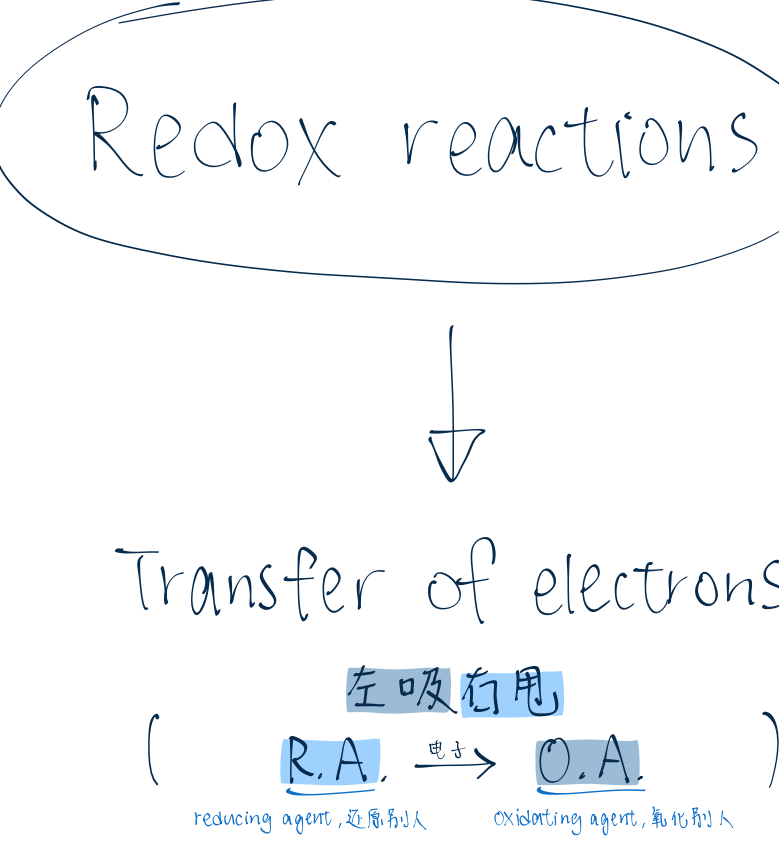 Redox reactions
Transfer of electrons
左吸右甩
( R.A. 电子 → O.A. )
reducing agent,还原别人 oxidating agent,氧化别人